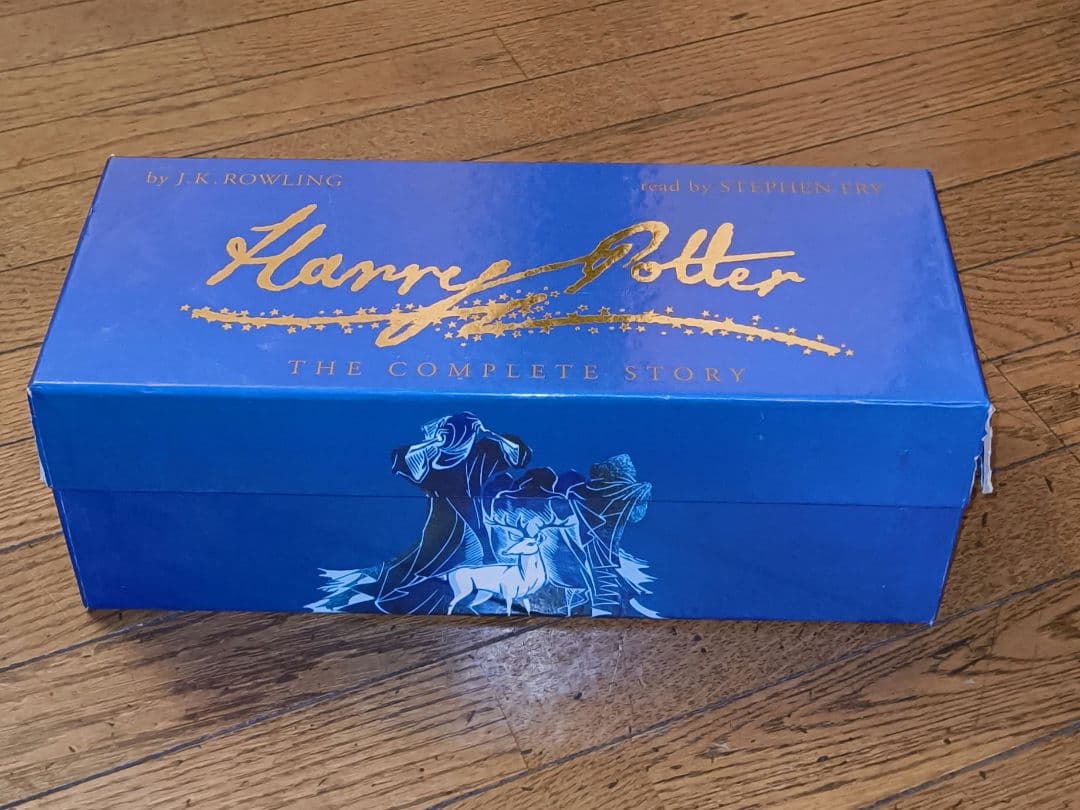 by J.K. ROWLING
read by STEPHEN FRY
Harry Potter
THE COMPLETE STORY